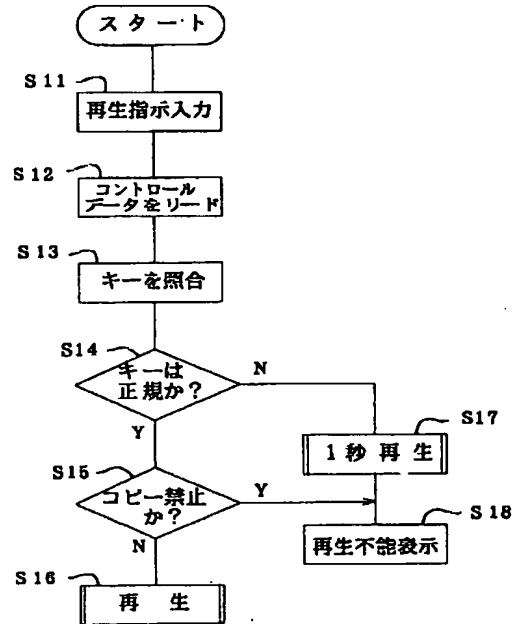 スタート
S11
再生指示入力
S12
コントロール
データをリード
S13
キーを照合
S14
キーは
正規か?
N
Y
S17
1秒再生
S15
コピー禁止
か?
Y
N
S18
再生不能表示
S16
再生